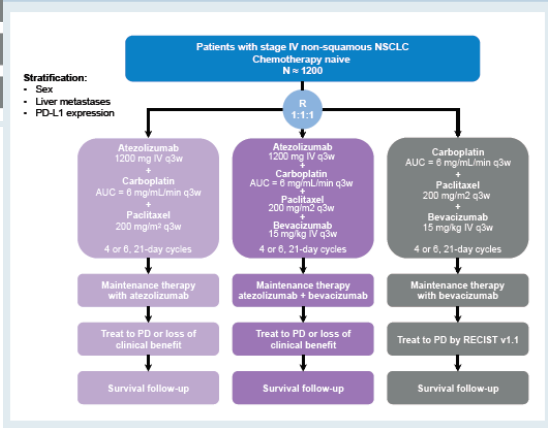 Patients with stage IV non-squamous NSCLC
Chemotherapy naive
N ≈ 1200
Stratification:
• Sex
• Liver metastases
• PD-L1 expression
R
1:1:1
Atezolizumab
1200 mg IV q3w
+
Carboplatin
AUC = 6 mg/mL/min q3w
+
Paclitaxel
200 mg/m² q3w
4 or 6, 21-day cycles
Maintenance therapy
with atezolizumab
Treat to PD or loss of
clinical benefit
Survival follow-up
Atezolizumab
1200 mg IV q3w
+
Carboplatin
AUC = 6 mg/mL/min q3w
+
Paclitaxel
200 mg/m2 q3w
+
Bevacizumab
15 mg/kg IV q3w
4 or 6, 21-day cycles
Maintenance therapy
atezolizumab + bevacizumab
Treat to PD or loss of
clinical benefit
Survival follow-up
Carboplatin
AUC = 6 mg/mL/min q3w
+
Paclitaxel
200 mg/m2 q3w
+
Bevacizumab
15 mg/kg IV q3w
4 or 6, 21-day cycles
Maintenance therapy
with bevacizumab
Treat to PD by RECIST v1.1
Survival follow-up